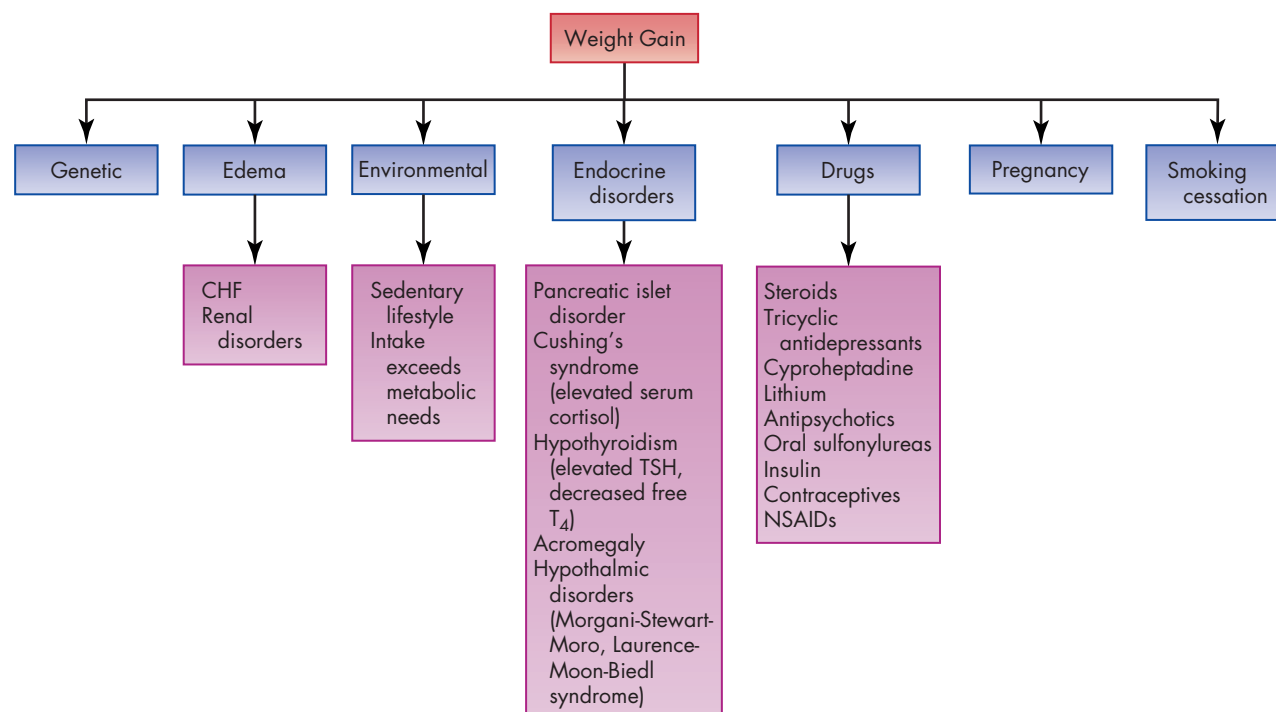 Weight Gain
Genetic
Edema
Environmental
Endocrine
disorders
Drugs
Pregnancy
Smoking
cessation
CHF
Renal
disorders
Sedentary
lifestyle
Intake
exceeds
metabolic
needs
Pancreatic islet
disorder
Cushing’s
syndrome
(elevated serum
cortisol)
Hypothyroidism
(elevated TSH,
decreased free
T4)
Acromegaly
Hypothalmic
disorders
(Morgani-Stewart-
Moro, Laurence-
Moon-Biedl
syndrome)
Steroids
Tricyclic
antidepressants
Cyproheptadine
Lithium
Antipsychotics
Oral sulfonylureas
Insulin
Contraceptives
NSAIDs